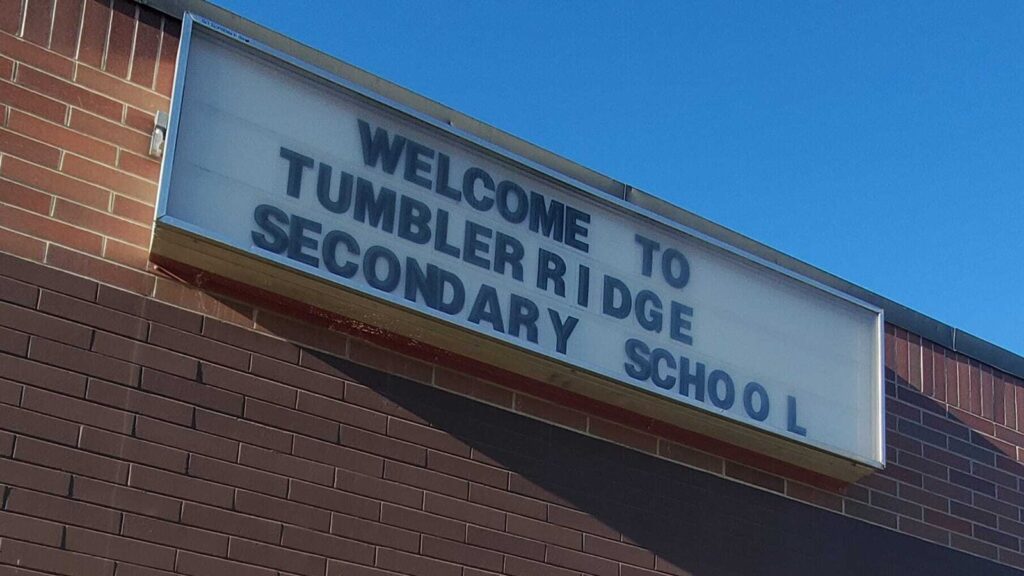 WELCOME TO
TUMBLER RIDGE
SECONDARY SCHOOL